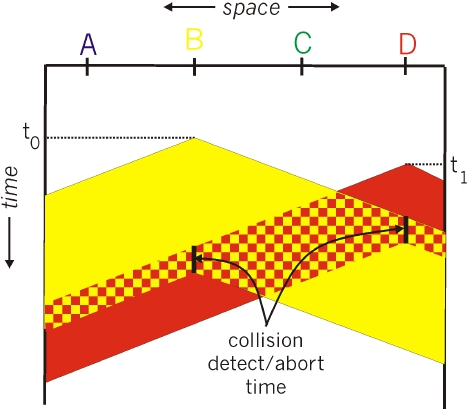 space
A B C D
t0
t1
time
collision
detect/abort
time